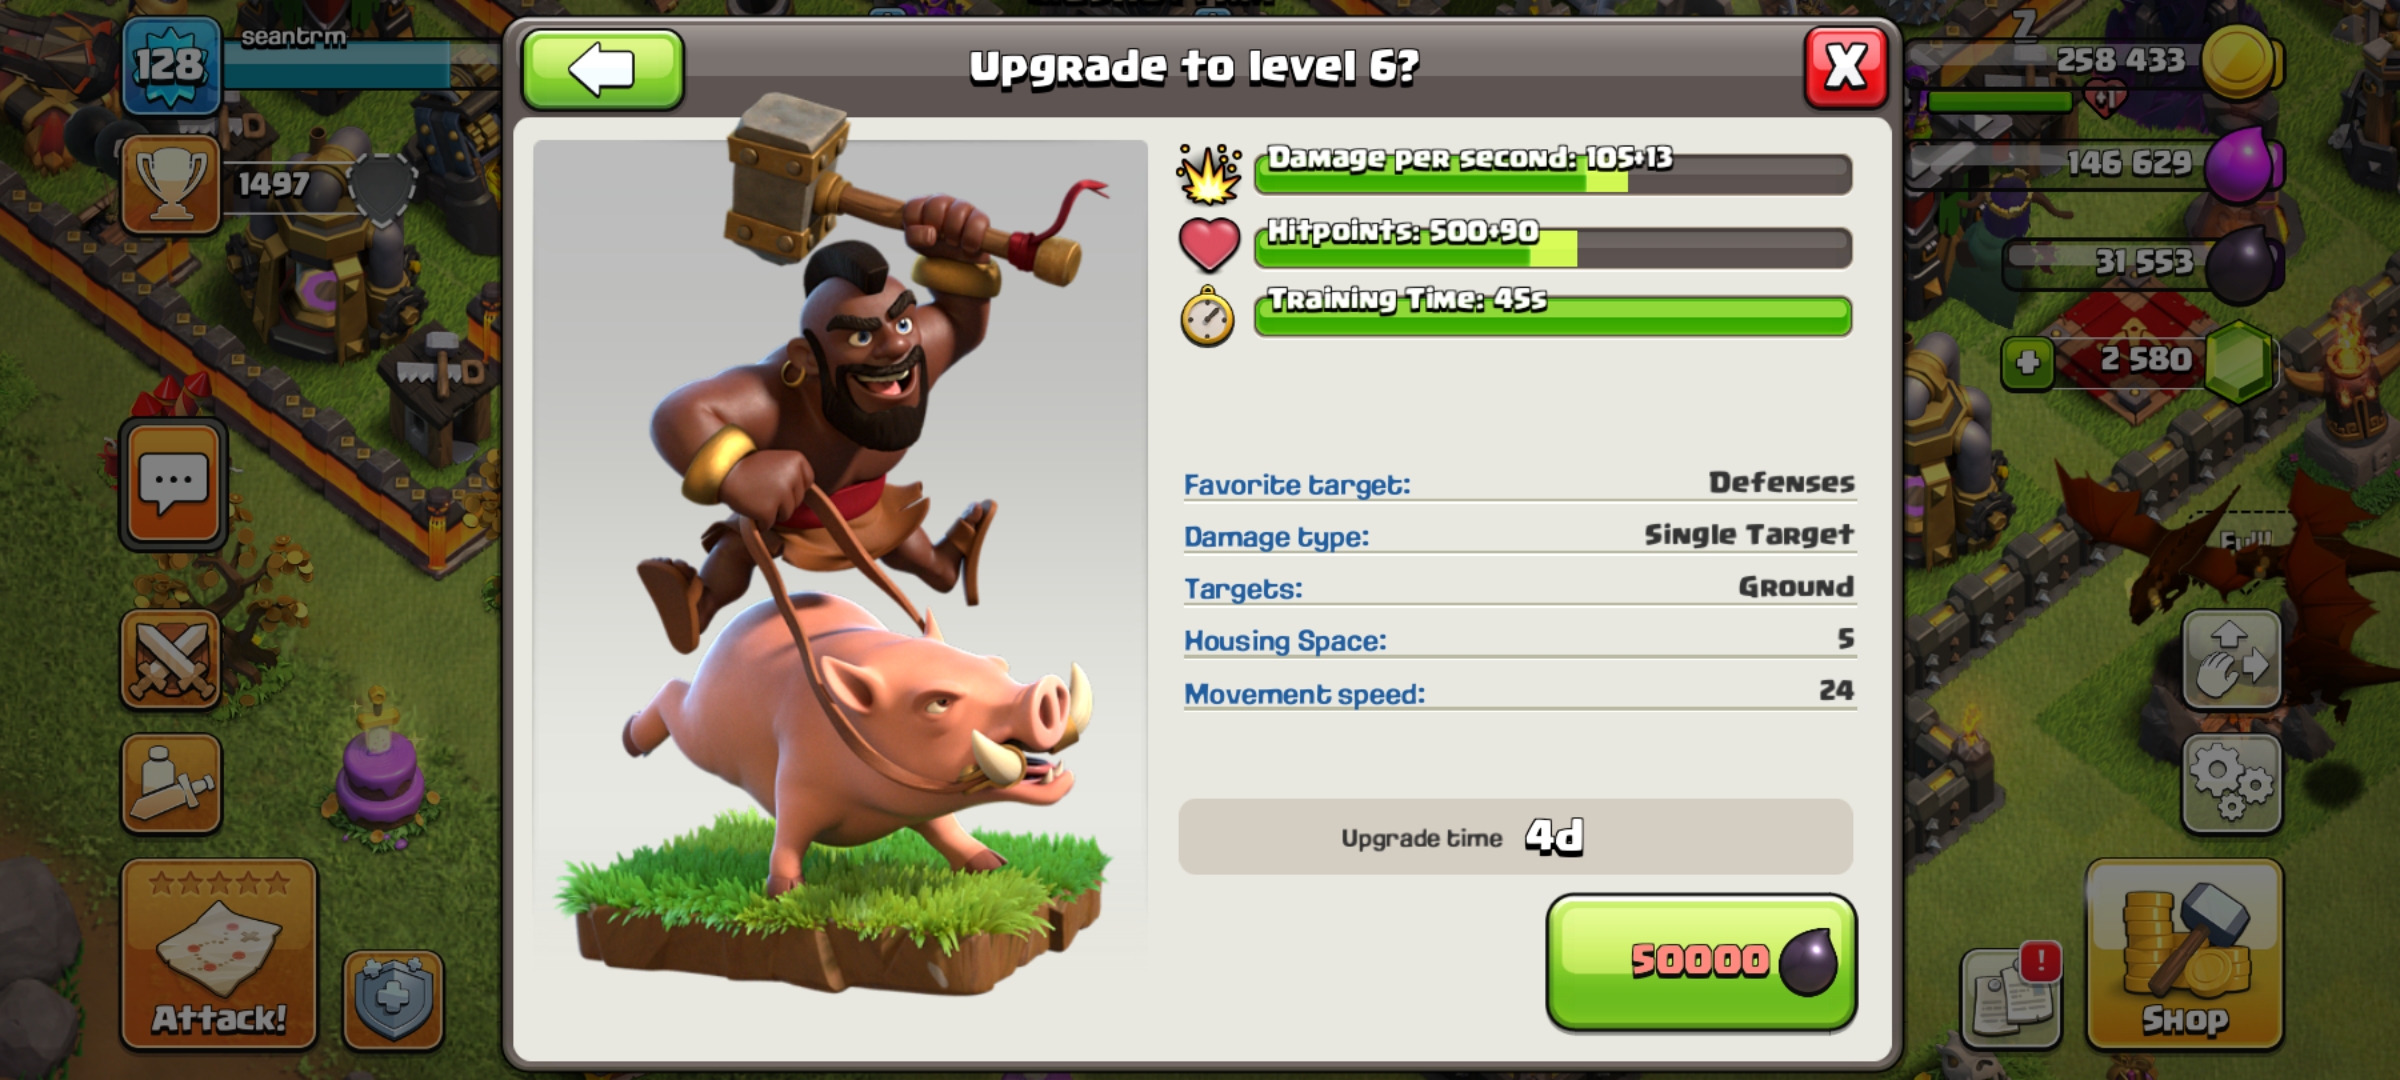 128
seantrm
1497
Upgrade to level 6?
X
258 433
+1
146 629
31 553
2 580
Damage per second: 105+13
Hitpoints: 500+90
Training Time: 45s
Favorite target: Defenses
Damage type: Single Target
Targets: Ground
Housing Space: 5
Movement speed: 24
Full!
Upgrade time 4d
50000
Attack!
!
Shop